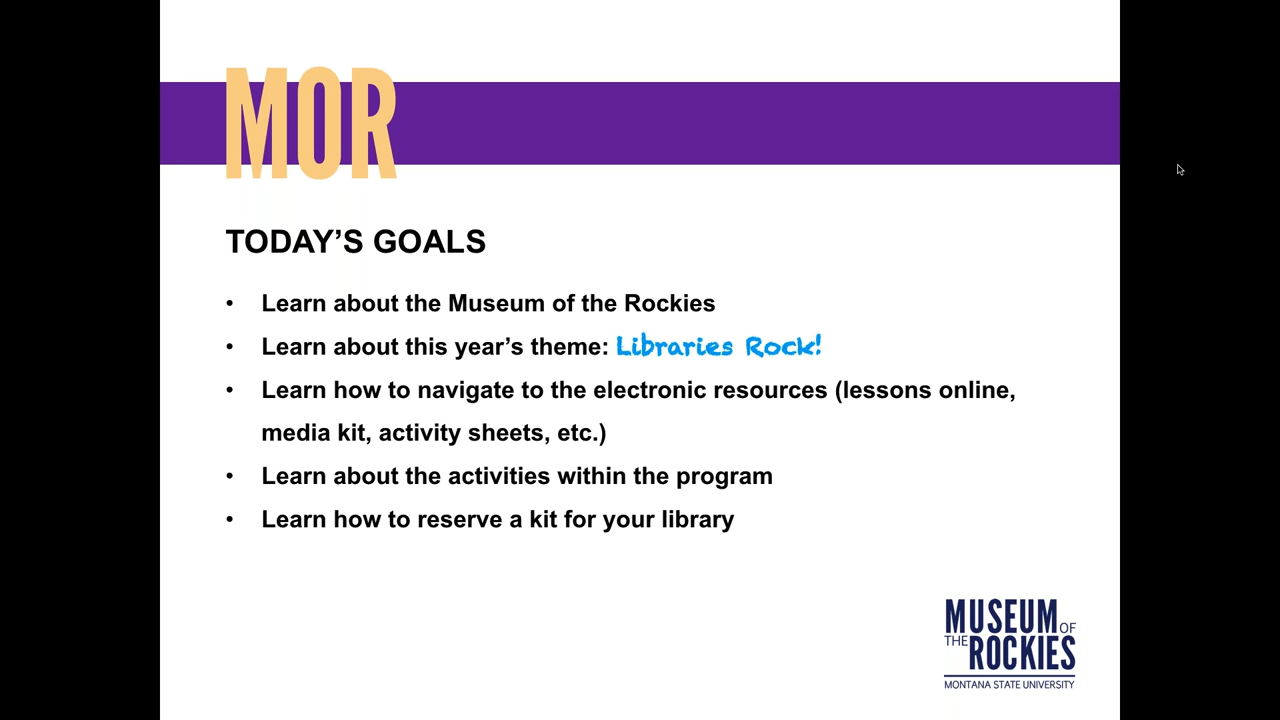 MOR
TODAY’S GOALS
• Learn about the Museum of the Rockies
• Learn about this year’s theme: Libraries Rock!
• Learn how to navigate to the electronic resources (lessons online,
media kit, activity sheets, etc.)
• Learn about the activities within the program
• Learn how to reserve a kit for your library
MUSEUM OF
THE ROCKIES
MONTANA STATE UNIVERSITY